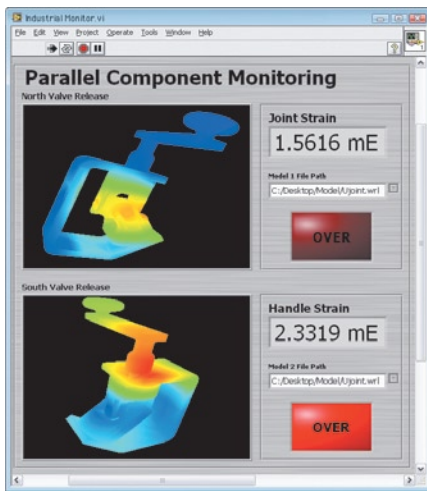 Industrial Monitor.vi
File Edit View Project Operate Tools Window Help
Parallel Component Monitoring
North Valve Release
Joint Strain
1.5616 mE
Model 1 File Path
C:/Desktop/Model/Ujoint.wrl
OVER
South Valve Release
Handle Strain
2.3319 mE
Model 2 File Path
C:/Desktop/Model/Ujoint.wrl
OVER